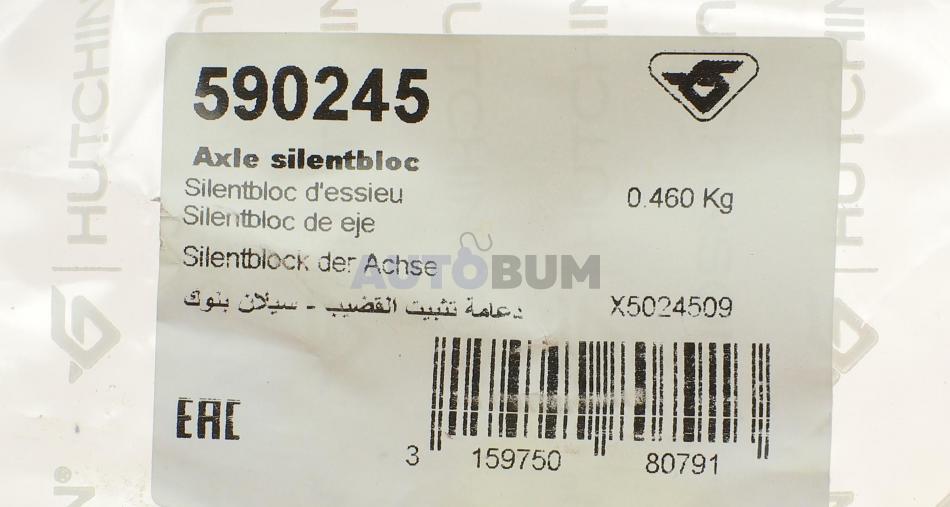 590245
Axle silentbloc
Silentbloc d'essieu
0.460 Kg
Silentbloc de eje
Silentblock der Achse
AUTOBUM
دعامة تثبيت القضيب - سيلان بلوك
X5024509
EAC
3 159750 80791
HUTCHIN